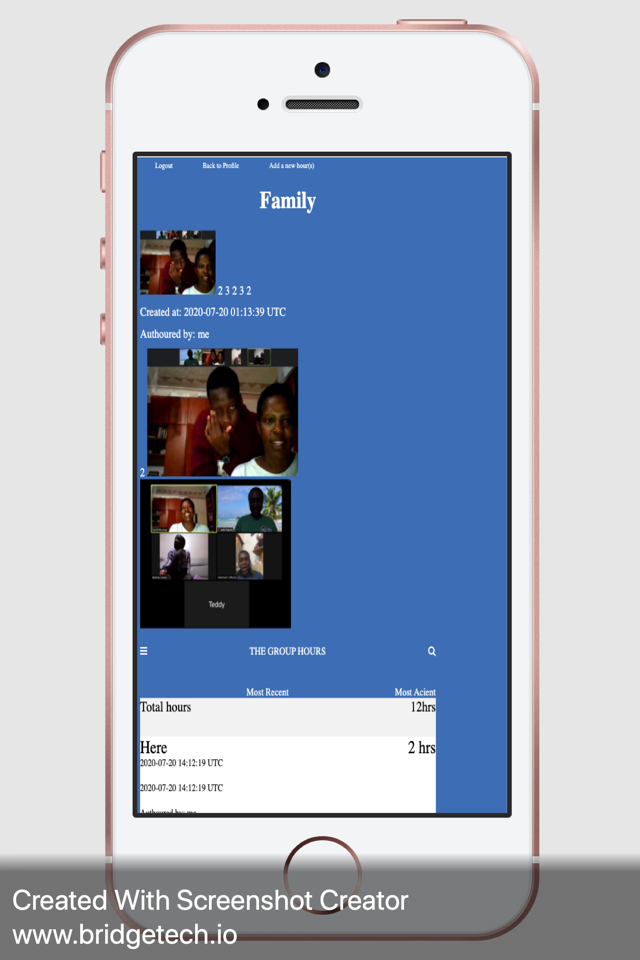 Logout Back to Profile Add a new hour(s)
Family
2 3 2 3 2
Created at: 2020-07-20 01:13:39 UTC
Authoured by: me
2
Teddy
THE GROUP HOURS
Most Recent Most Acient
Total hours 12hrs
Here 2 hrs
2020-07-20 14:12:19 UTC
2020-07-20 14:12:19 UTC
Authoured by: me
Created With Screenshot Creator
www.bridgetech.io